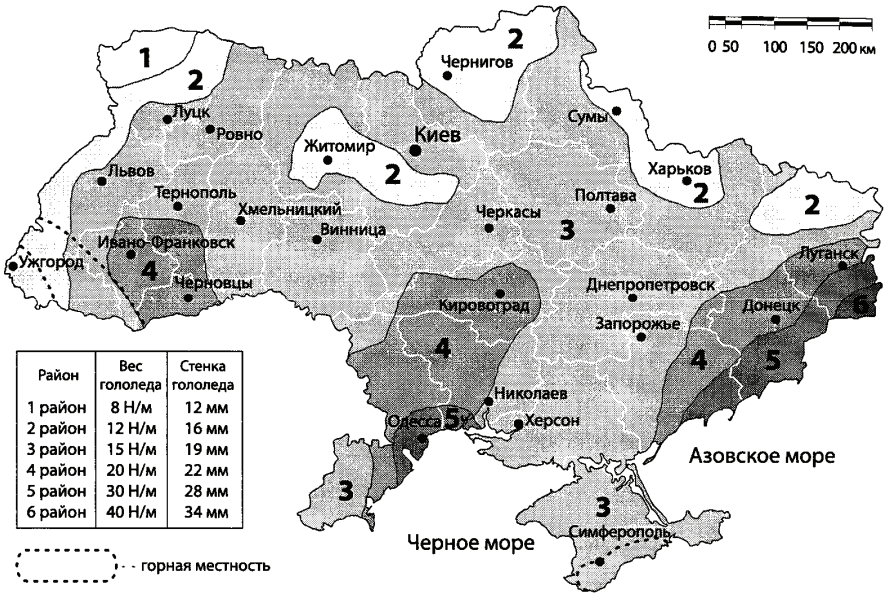 1
2
2
Чернигов
0 50 100 150 200 км
Луцк
Ровно
Житомир
Киев
Сумы
Львов
2
Харьков
2
2
Тернополь
Хмельницкий
Винница
Черкасы
Полтава
3
Ужгород
Ивано-Франковск
4
Черновцы
Луганск
Кировоград
Днепропетровск
Донецк
6
Запорожье
4
4
5
Район Вес гололеда Стенка гололеда
1 район 8 Н/м 12 мм
2 район 12 Н/м 16 мм
3 район 15 Н/м 19 мм
4 район 20 Н/м 22 мм
5 район 30 Н/м 28 мм
6 район 40 Н/м 34 мм
Николаев
Одесса
5
Херсон
Азовское море
3
3
Симферополь
Черное море
горная местность